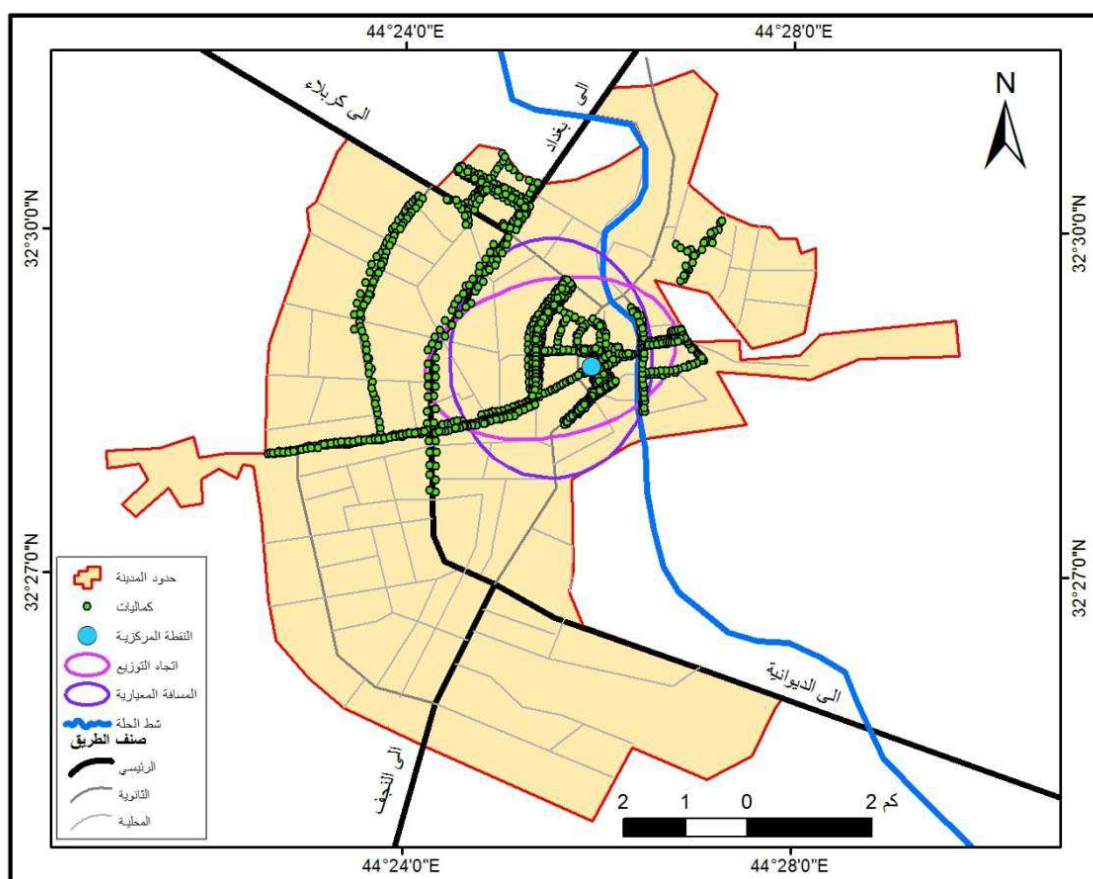 44°24'0"E
44°28'0"E
N
الى كربلاء
الى بغداد
32°30'0"N
32°30'0"N
32°27'0"N
32°27'0"N
حدود المدينة
كماليات
النقطة المركزية
اتجاه التوزيع
المسافة المعيارية
شط الحلة
صنف الطريق
الرئيسي
الثانوية
المحلية
الى الديوانية
الى النجف
2 1 0 2 كم
44°24'0"E
44°28'0"E